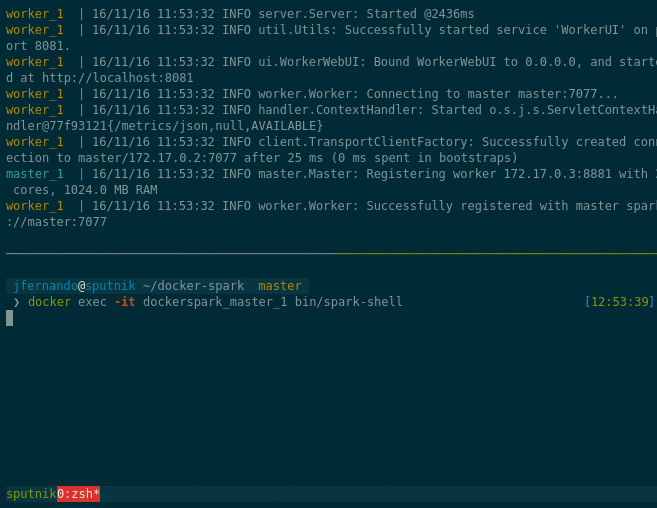 worker_1  | 16/11/16 11:53:32 INFO server.Server: Started @2436ms
worker_1  | 16/11/16 11:53:32 INFO util.Utils: Successfully started service 'WorkerUI' on p
ort 8081.
worker_1  | 16/11/16 11:53:32 INFO ui.WorkerWebUI: Bound WorkerWebUI to 0.0.0.0, and starte
d at http://localhost:8081
worker_1  | 16/11/16 11:53:32 INFO worker.Worker: Connecting to master master:7077...
worker_1  | 16/11/16 11:53:32 INFO handler.ContextHandler: Started o.s.j.s.ServletContextHa
ndler@77f93121{/metrics/json,null,AVAILABLE}
worker_1  | 16/11/16 11:53:32 INFO client.TransportClientFactory: Successfully created conn
ection to master/172.17.0.2:7077 after 25 ms (0 ms spent in bootstraps)
master_1  | 16/11/16 11:53:32 INFO master.Master: Registering worker 172.17.0.3:8881 with
 cores, 1024.0 MB RAM
worker_1  | 16/11/16 11:53:32 INFO worker.Worker: Successfully registered with master spark
://master:7077
jfernando@sputnik ~/docker-spark  master
❯ docker exec -it dockerspark_master_1 bin/spark-shell [12:53:39]
sputnik 0:zsh*